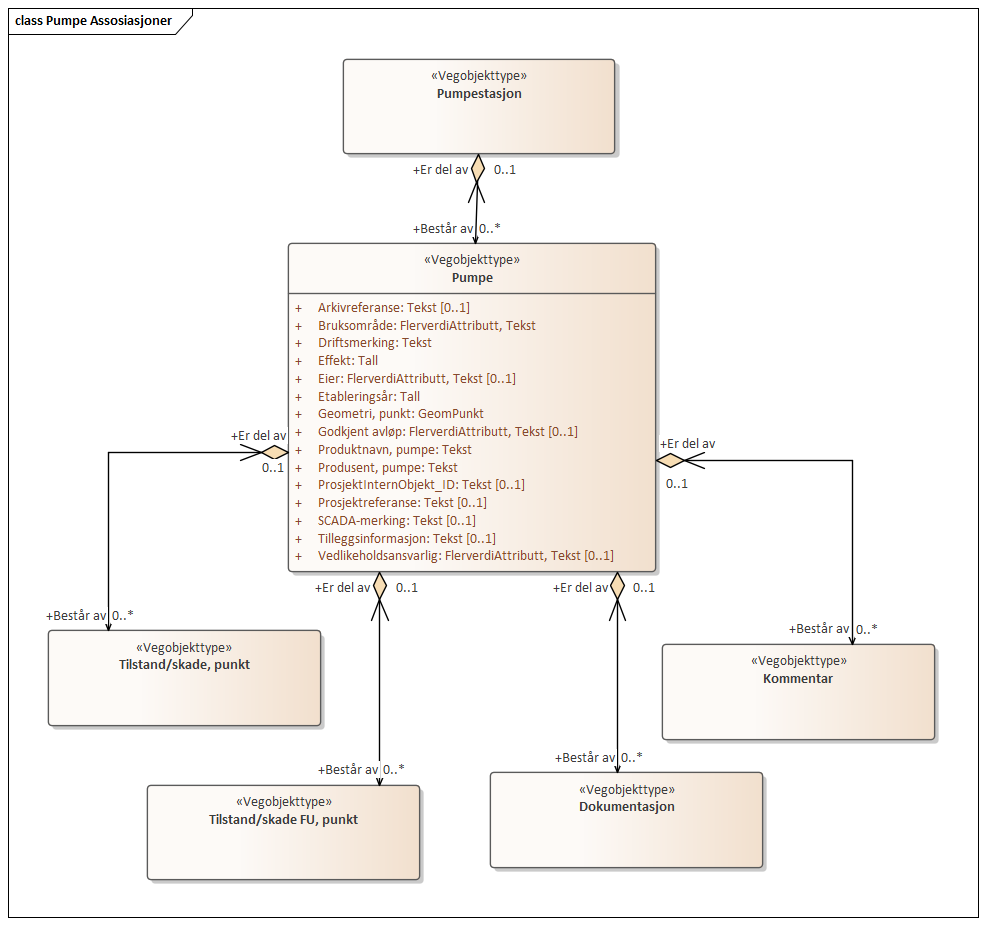 class Pumpe Assosiasjoner
«Vegobjekttype»
Pumpestasjon
+Er del av 0..1
+Består av 0..*
«Vegobjekttype»
Pumpe
+ Arkivreferanse: Tekst [0..1]
+ Bruksområde: FlerverdiAttributt, Tekst
+ Driftsmerking: Tekst
+ Effekt: Tall
+ Eier: FlerverdiAttributt, Tekst [0..1]
+ Etableringsår: Tall
+ Geometri, punkt: GeomPunkt
+ Godkjent avløp: FlerverdiAttributt, Tekst [0..1]
+ Produktnavn, pumpe: Tekst
+ Produsent, pumpe: Tekst
+ ProsjektInternObjekt_ID: Tekst [0..1]
+ Prosjektreferanse: Tekst [0..1]
+ SCADA-merking: Tekst [0..1]
+ Tilleggsinformasjon: Tekst [0..1]
+ Vedlikeholdsansvarlig: FlerverdiAttributt, Tekst [0..1]
+Er del av
0..1
+Er del av
0..1
+Er del av 0..1
+Er del av 0..1
+Består av 0..*
«Vegobjekttype»
Tilstand/skade, punkt
+Består av 0..*
«Vegobjekttype»
Kommentar
+Består av 0..*
«Vegobjekttype»
Tilstand/skade FU, punkt
+Består av 0..*
«Vegobjekttype»
Dokumentasjon